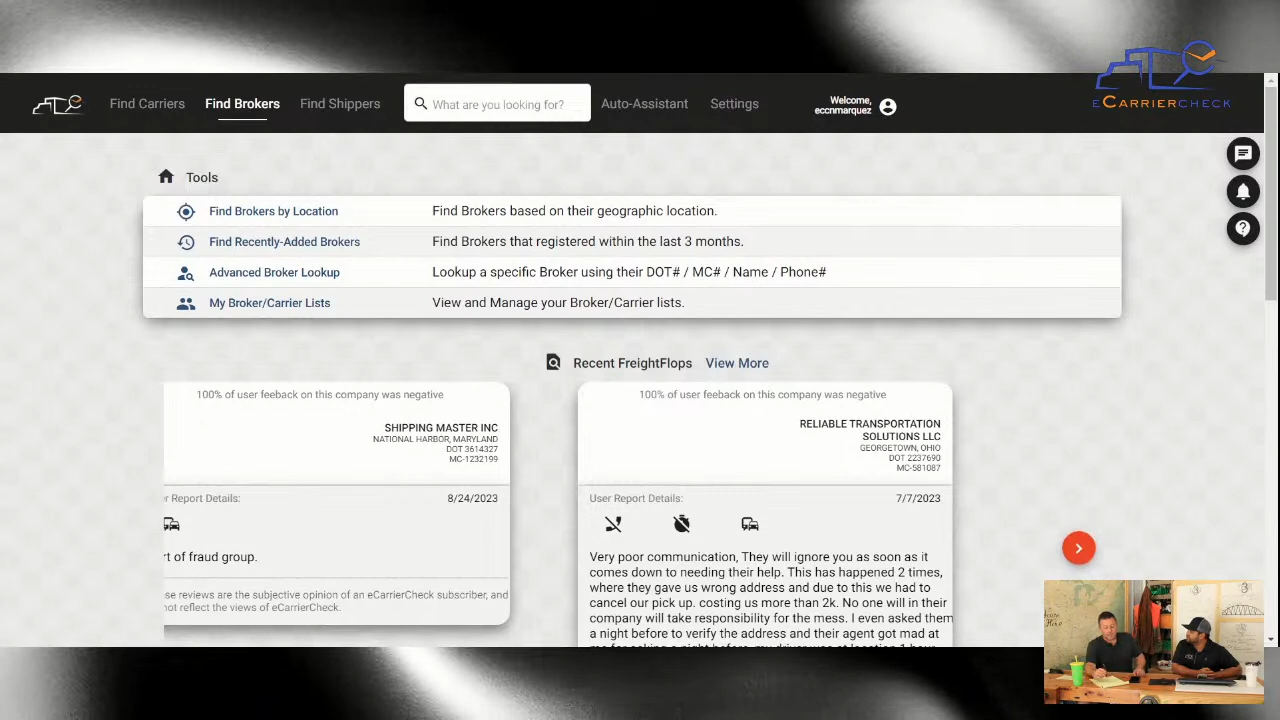 eCARRIERCHECK
Find Carriers
Find Brokers
Find Shippers
What are you looking for?
Auto-Assistant
Settings
Welcome,
eccnmarquez
Tools
Find Brokers by Location
Find Brokers based on their geographic location.
Find Recently-Added Brokers
Find Brokers that registered within the last 3 months.
Advanced Broker Lookup
Lookup a specific Broker using their DOT# / MC# / Name / Phone#
My Broker/Carrier Lists
View and Manage your Broker/Carrier lists.
Recent FreightFlops
View More
100% of user feeback on this company was negative
SHIPPING MASTER INC
NATIONAL HARBOR, MARYLAND
DOT 3614327
MC-1232199
r Report Details:
8/24/2023
rt of fraud group.
se reviews are the subjective opinion of an eCarrierCheck subscriber, and
not reflect the views of eCarrierCheck.
100% of user feeback on this company was negative
RELIABLE TRANSPORTATION
SOLUTIONS LLC
GEORGETOWN, OHIO
DOT 2237690
MC-581087
User Report Details:
7/7/2023
Very poor communication, They will ignore you as soon as it
comes down to needing their help. This has happened 2 times,
where they gave us wrong address and due to this we had to
cancel our pick up. costing us more than 2k. No one will in their
company will take responsibility for the mess. I even asked them
a night before to verify the address and their agent got mad at